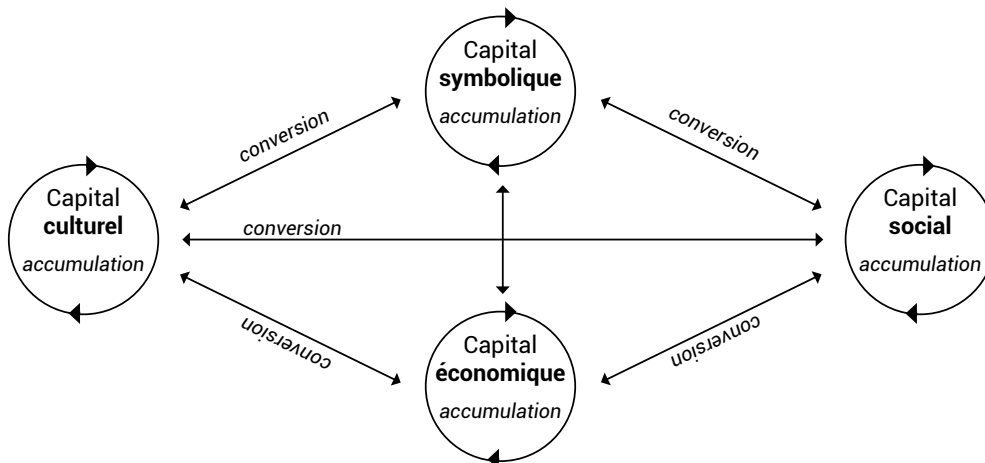 Capital
symbolique
accumulation
conversion
conversion
Capital
culturel
accumulation
conversion
Capital
social
accumulation
conversion
Capital
économique
accumulation
conversion